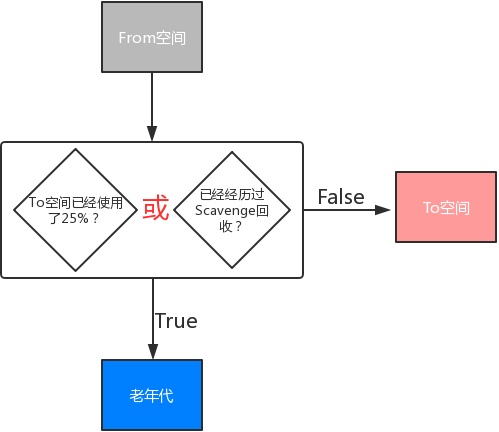 From空间
To空间已经使用
了25%？
或
已经经历过
Scavenge回
收？
False
To空间
True
老年代